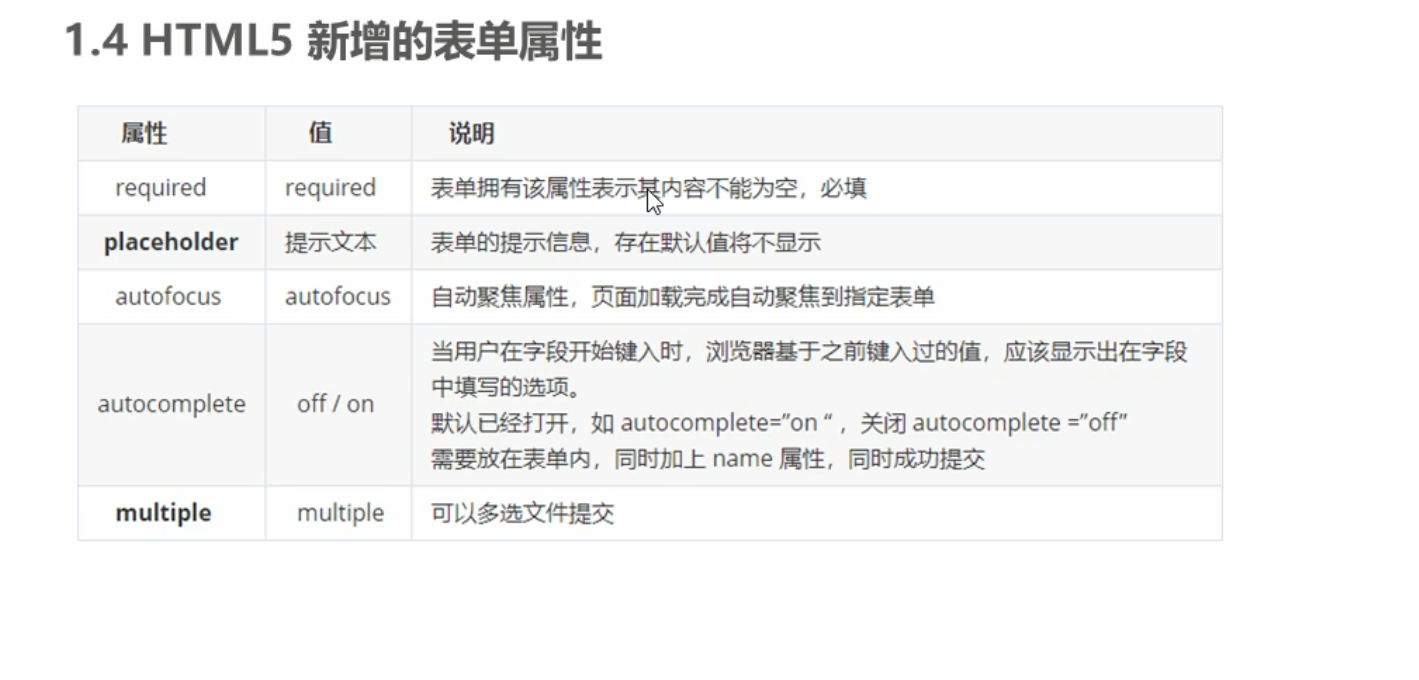 1.4 HTML5 新增的表单属性
属性 值 说明
required required 表单拥有该属性表示其内容不能为空，必填
placeholder 提示文本 表单的提示信息，存在默认值将不显示
autofocus autofocus 自动聚焦属性，页面加载完成自动聚焦到指定表单
autocomplete off / on 当用户在字段开始键入时，浏览器基于之前键入过的值，应该显示出在字段
中填写的选项。
默认已经打开，如 autocomplete=”on “ ，关闭 autocomplete =”off”
需要放在表单内，同时加上 name 属性，同时成功提交
multiple multiple 可以多选文件提交